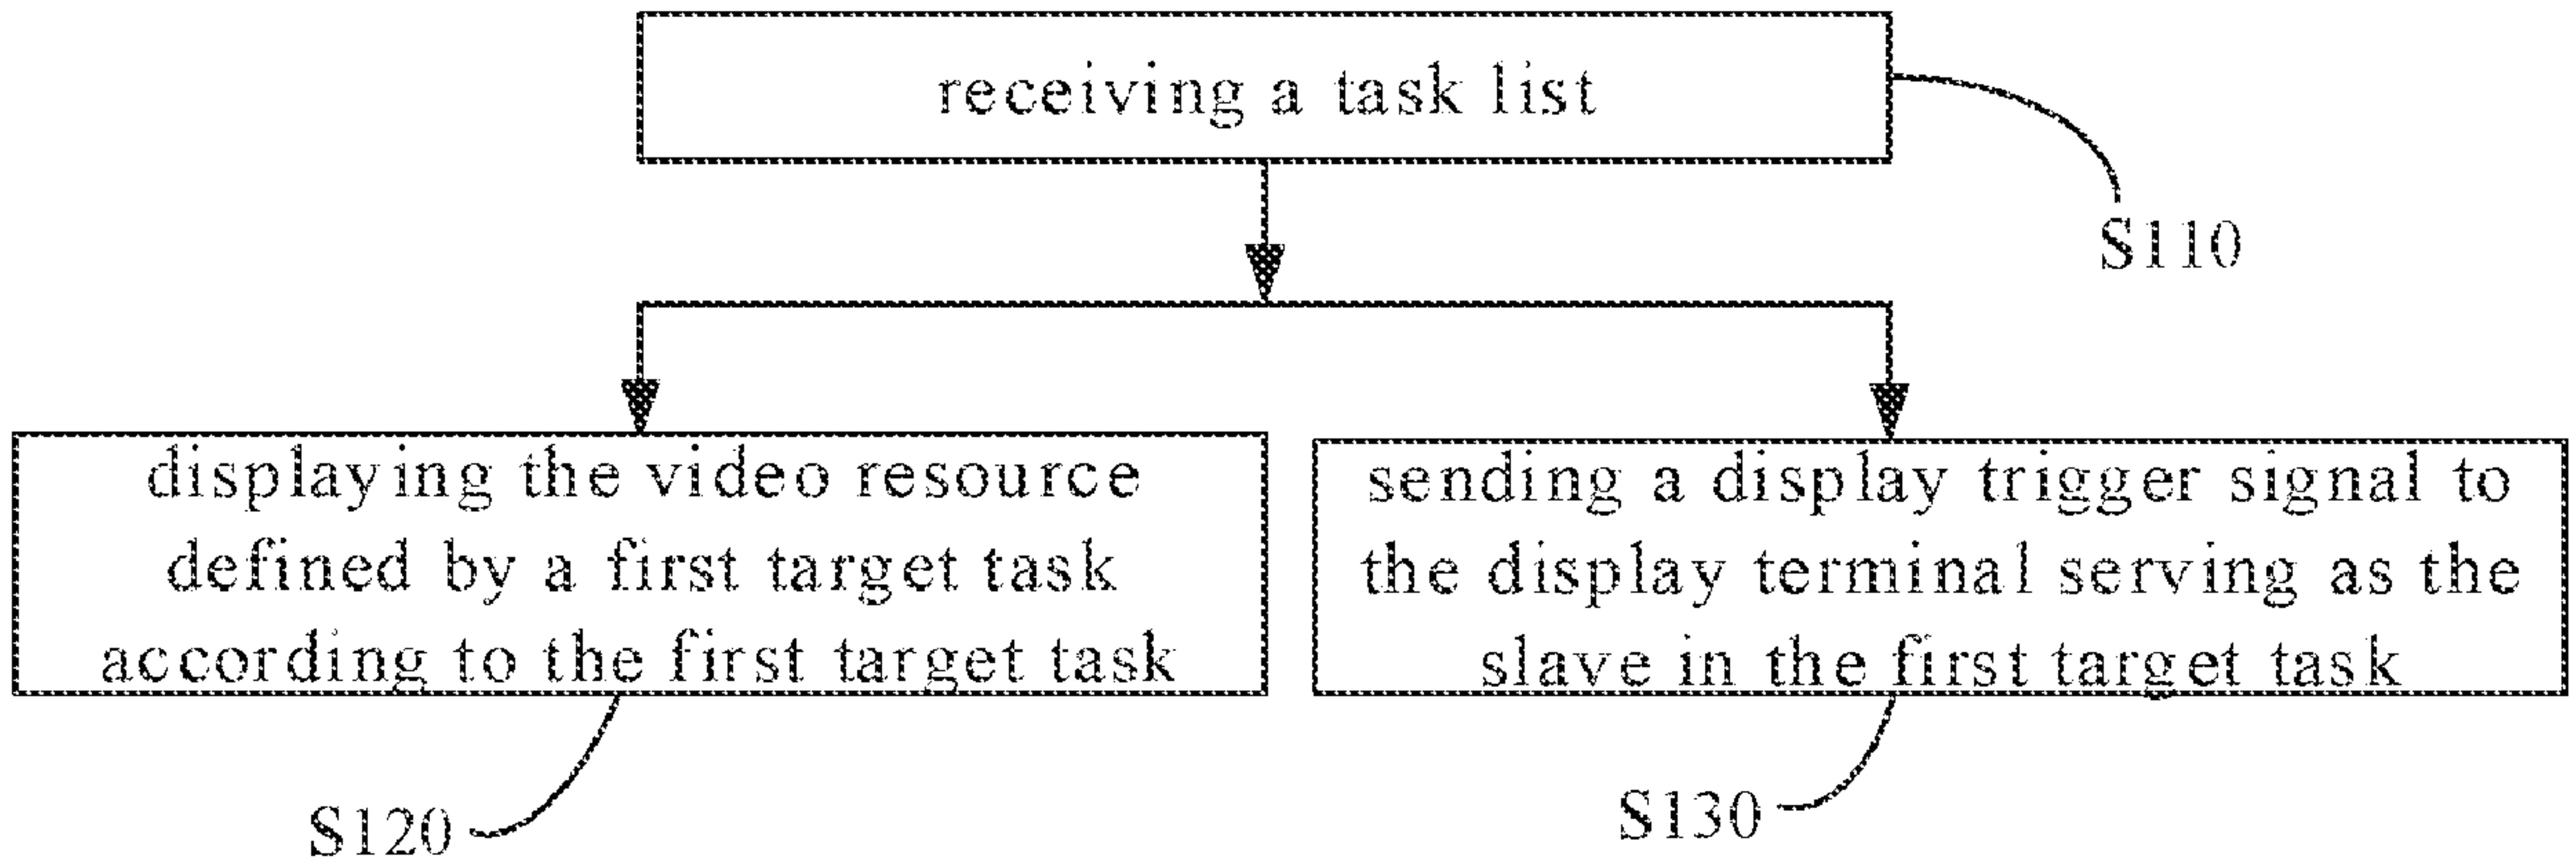 receiving a task list
S110
displaying the video resource
defined by a first target task
according to the first target task
sending a display trigger signal to
the display terminal serving as the
slave in the first target task
S120
S130